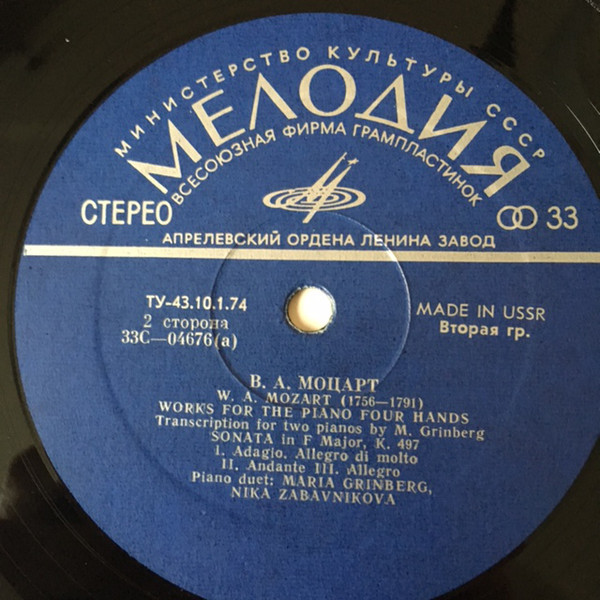 МИНИСТЕРСТВО КУЛЬТУРЫ СССР
МЕЛОДИЯ
ВСЕСОЮЗНАЯ ФИРМА ГРАМПЛАСТИНОК
СТЕРЕО
33
АПРЕЛЕВСКИЙ ОРДЕНА ЛЕНИНА ЗАВОД
ТУ-43.10.1.74
2 сторона
33С—04676(а)
MADE IN USSR
Вторая гр.
В. А. МОЦАРТ
W. A. MOZART (1756—1791)
WORKS FOR THE PIANO FOUR HANDS
Transcription for two pianos by M. Grinberg
SONATA in F Major, K. 497
I. Adagio. Allegro di molto
II. Andante III. Allegro
Piano duet: MARIA GRINBERG,
NIKA ZABAVNIKOVA